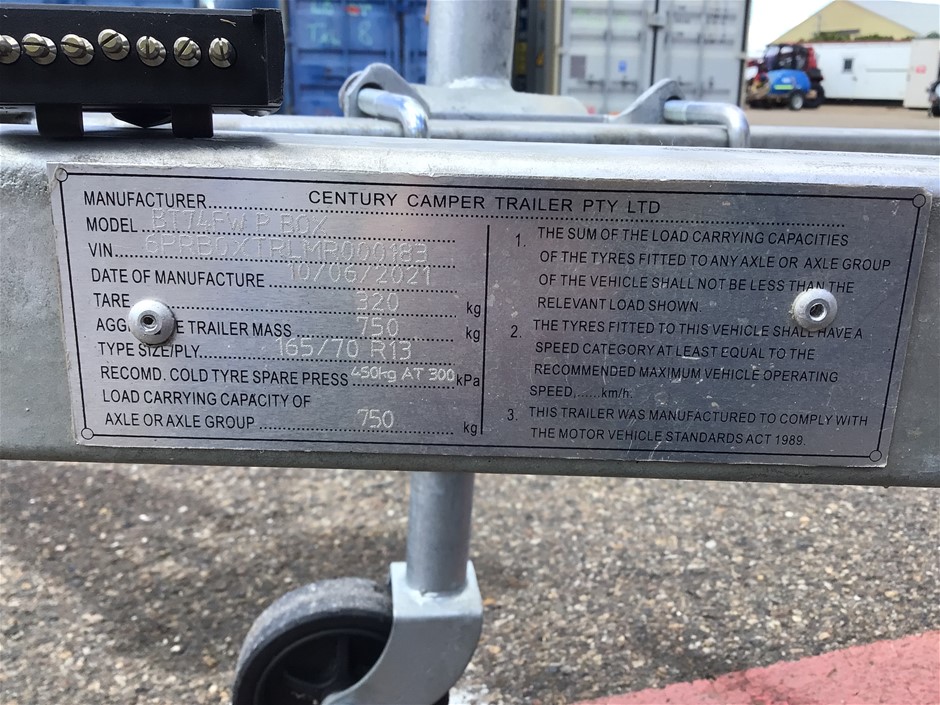 MANUFACTURER CENTURY CAMPER TRAILER PTY LTD
MODEL BT74FW P BOX
VIN 6PRBOXTRLMR000183
DATE OF MANUFACTURE 10/06/2021
TARE 320 kg
TRAILER MASS 750 kg
TYPE SIZE/PLY 165/70 R13
RECOMD. COLD TYRE SPARE PRESS 450kg AT 300 kPa
LOAD CARRYING CAPACITY OF
AXLE OR AXLE GROUP 750 kg
1. THE SUM OF THE LOAD CARRYING CAPACITIES
OF THE TYRES FITTED TO ANY AXLE OR AXLE GROUP
OF THE VEHICLE SHALL NOT BE LESS THAN THE
RELEVANT LOAD SHOWN.
2. THE TYRES FITTED TO THIS VEHICLE SHALL HAVE A
SPEED CATEGORY AT LEAST EQUAL TO THE
RECOMMENDED MAXIMUM VEHICLE OPERATING
SPEED,......km/h.
3. THIS TRAILER WAS MANUFACTURED TO COMPLY WITH
THE MOTOR VEHICLE STANDARDS ACT 1989.